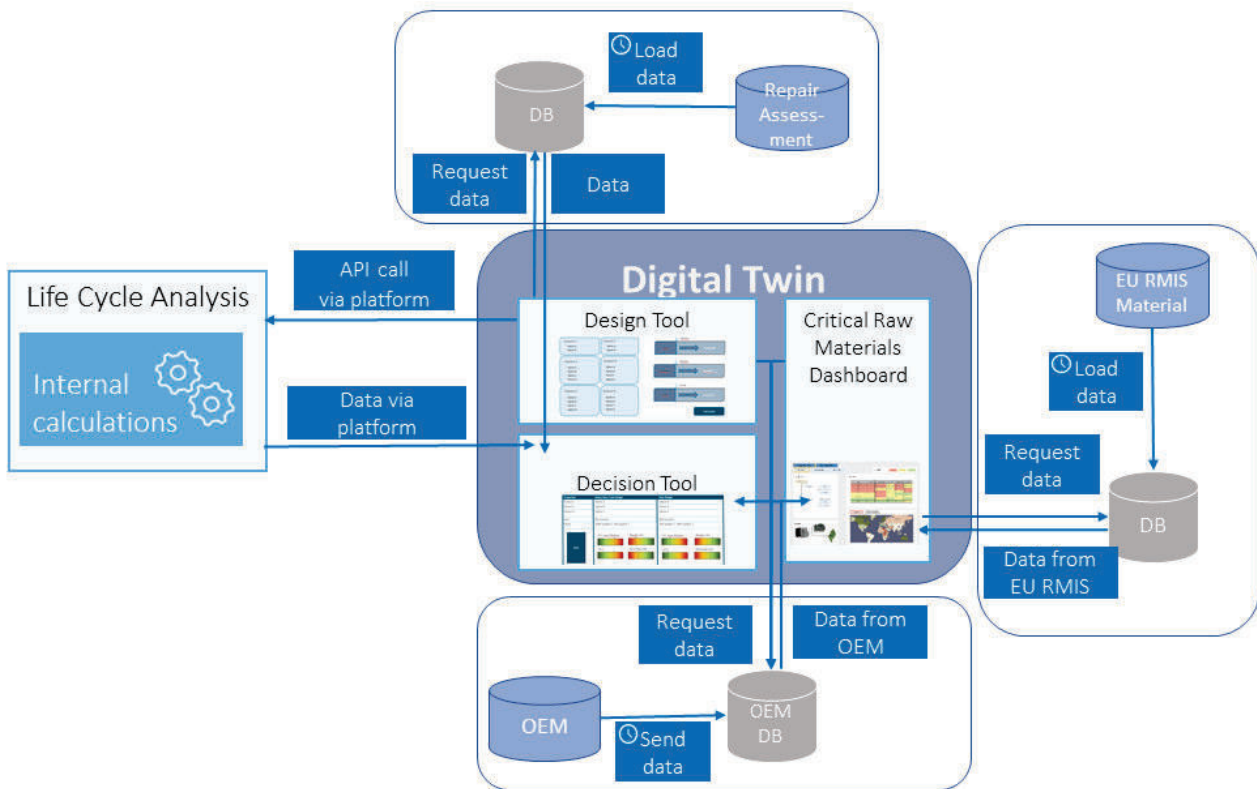 Load
data
DB
Repair
Assess-
ment
Request
data
Data
API call
via platform
Life Cycle Analysis
Internal
calculations
Data via
platform
Digital Twin
Design Tool
Critical Raw
Materials
Dashboard
Decision Tool
EU RMIS
Material
Load
data
Request
data
DB
Data from
EU RMIS
Request
data
Data from
OEM
OEM
Send
data
OEM
DB